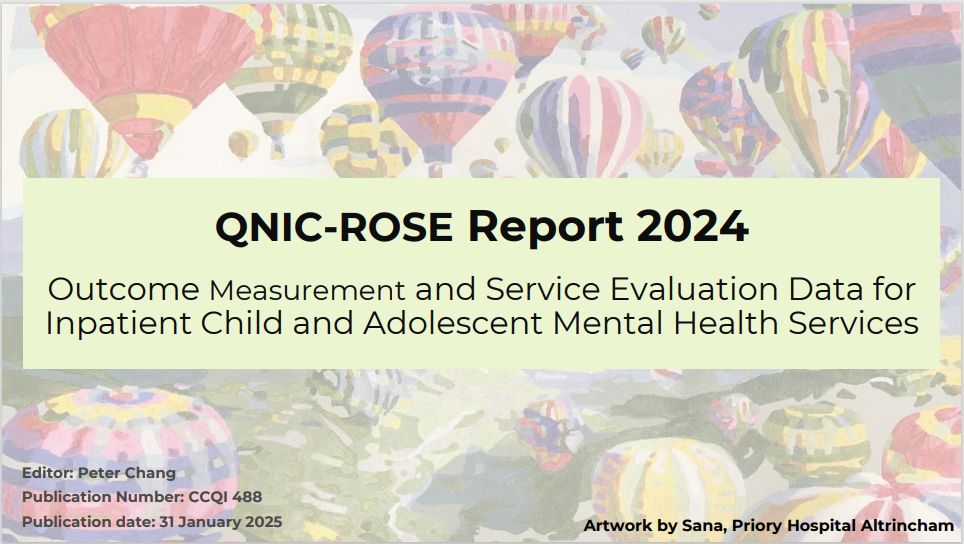 QNIC-ROSE Report 2024
Outcome Measurement and Service Evaluation Data for
Inpatient Child and Adolescent Mental Health Services
Editor: Peter Chang
Publication Number: CCQI 488
Publication date: 31 January 2025
Artwork by Sana, Priory Hospital Altrincham